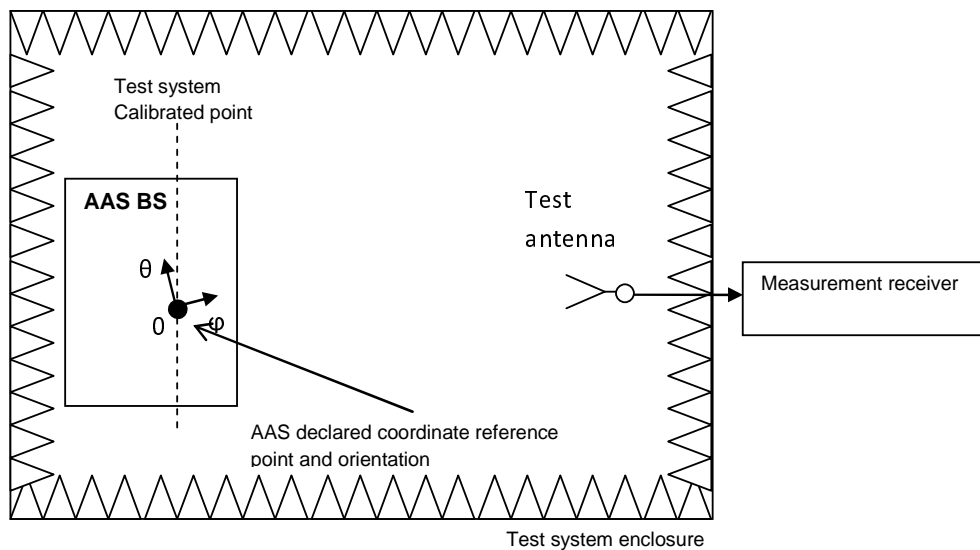 Test system
Calibrated point
AAS BS
Test
antenna
θ
0
φ
Measurement receiver
AAS declared coordinate reference
point and orientation
Test system enclosure